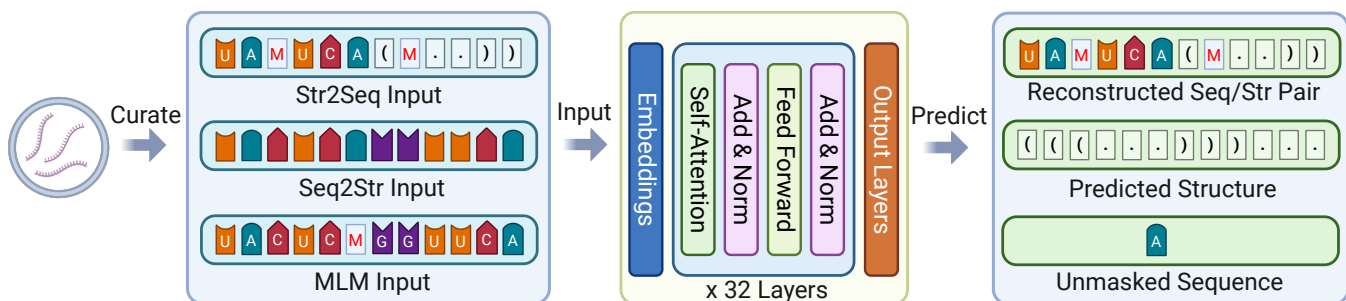 Curate
U A M U C A ( M . . ) )
Str2Seq Input
Seq2Str Input
U A C U C M G G U U C A
MLM Input
Input
Embeddings
Self-Attention
Add & Norm
Feed Forward
Add & Norm
Output Layers
x 32 Layers
Predict
U A M U C A ( M . . ) )
Reconstructed Seq/Str Pair
( ( ( . . . ) ) ) . . .
Predicted Structure
A
Unmasked Sequence